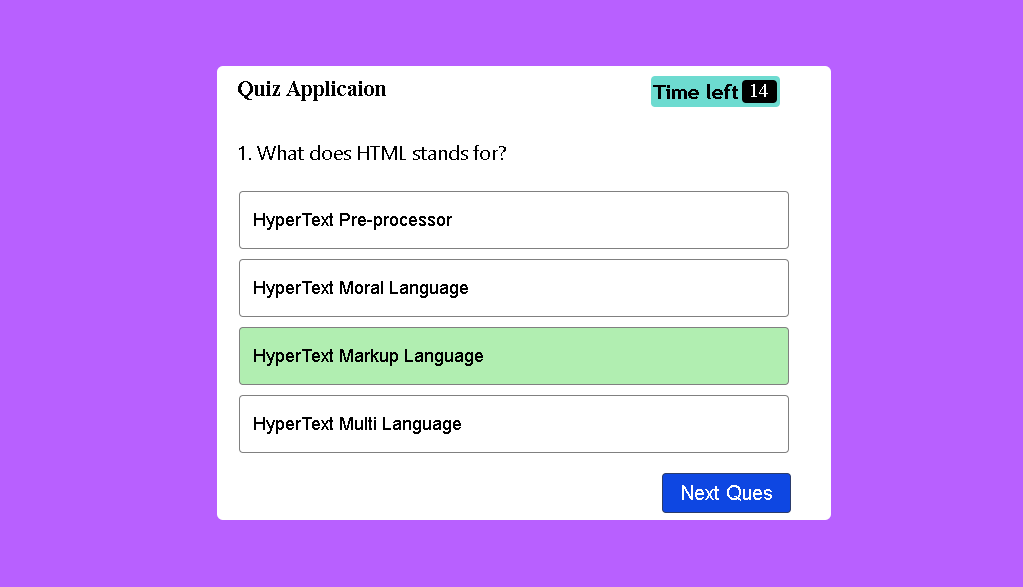 Quiz Applicaion
Time left 14
1. What does HTML stands for?
HyperText Pre-processor
HyperText Moral Language
HyperText Markup Language
HyperText Multi Language
Next Ques